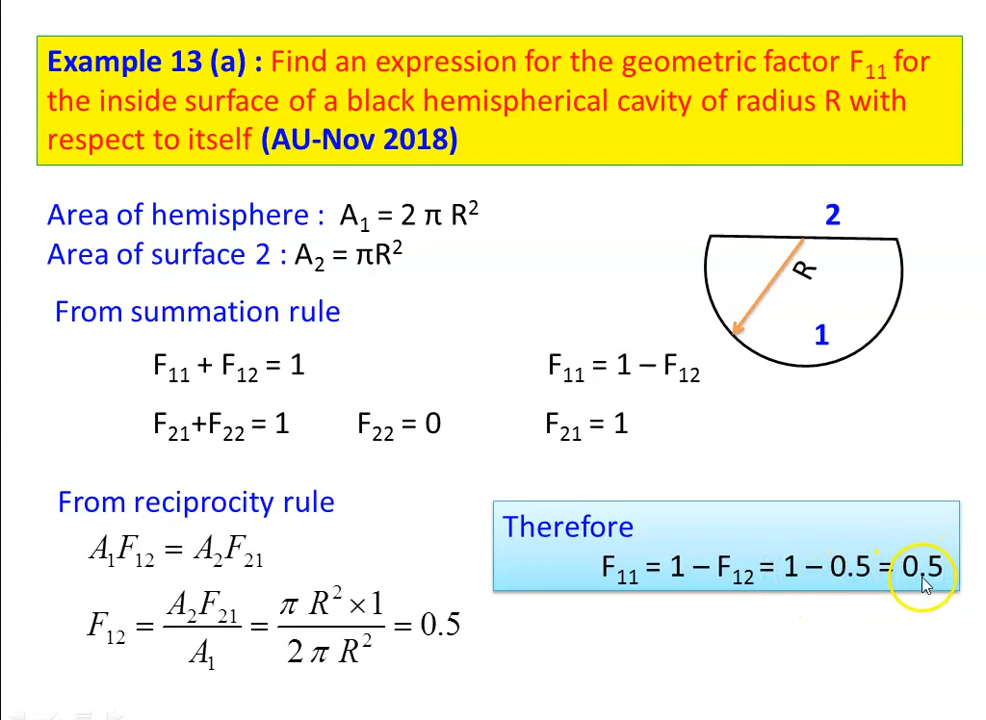 Example 13 (a) : Find an expression for the geometric factor F₁₁ for
the inside surface of a black hemispherical cavity of radius R with
respect to itself (AU-Nov 2018)
Area of hemisphere : A₁ = 2 π R²
Area of surface 2 : A₂ = πR²
2
R
1
From summation rule
F₁₁ + F₁₂ = 1 F₁₁ = 1 – F₁₂
F₂₁+F₂₂ = 1 F₂₂ = 0 F₂₁ = 1
From reciprocity rule
A₁F₁₂ = A₂F₂₁
F₁₂ = A₂F₂₁ / A₁ = π R² × 1 / 2 π R² = 0.5
Therefore
F₁₁ = 1 – F₁₂ = 1 – 0.5 = 0.5